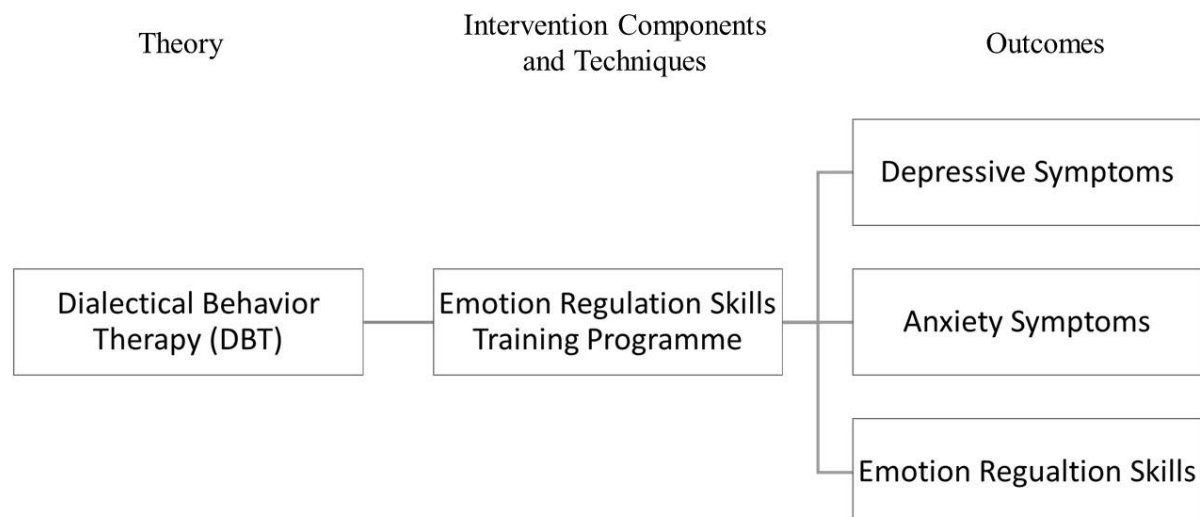 Theory
Intervention Components
and Techniques
Outcomes
Depressive Symptoms
Dialectical Behavior
Therapy (DBT)
Emotion Regulation Skills
Training Programme
Anxiety Symptoms
Emotion Regualtion Skills